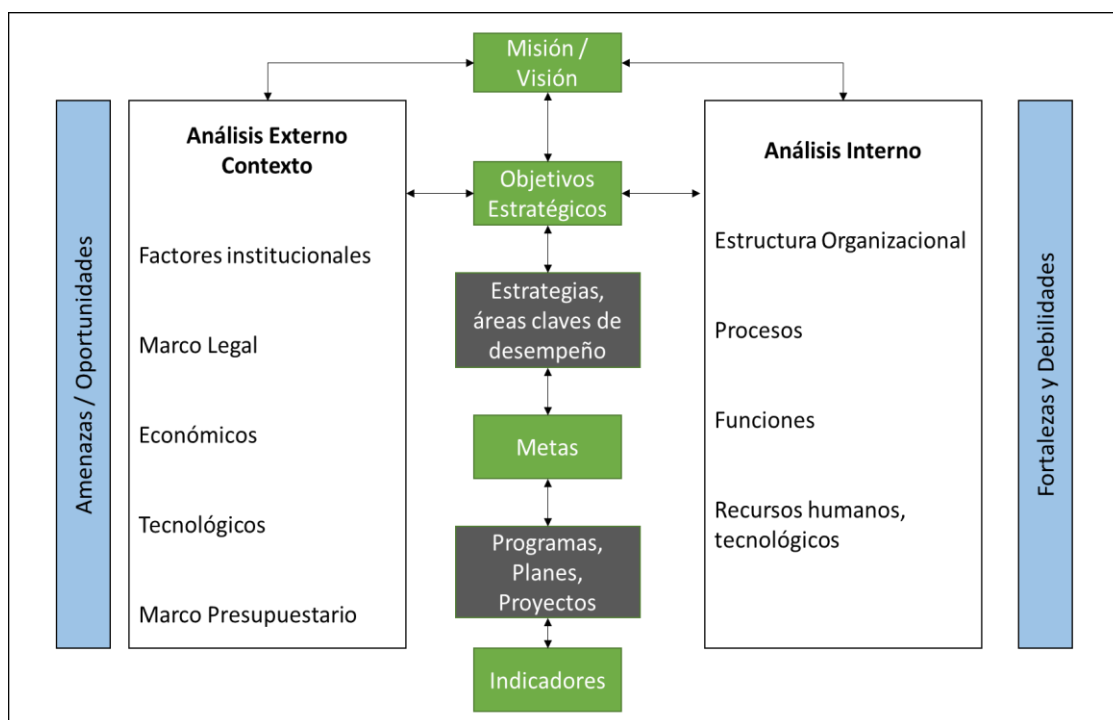 Misión /
Visión
Amenazas / Oportunidades
Análisis Externo
Contexto
Factores institucionales
Marco Legal
Económicos
Tecnológicos
Marco Presupuestario
Objetivos
Estratégicos
Estrategias,
áreas claves de
desempeño
Metas
Programas,
Planes,
Proyectos
Indicadores
Análisis Interno
Estructura Organizacional
Procesos
Funciones
Recursos humanos,
tecnológicos
Fortalezas y Debilidades